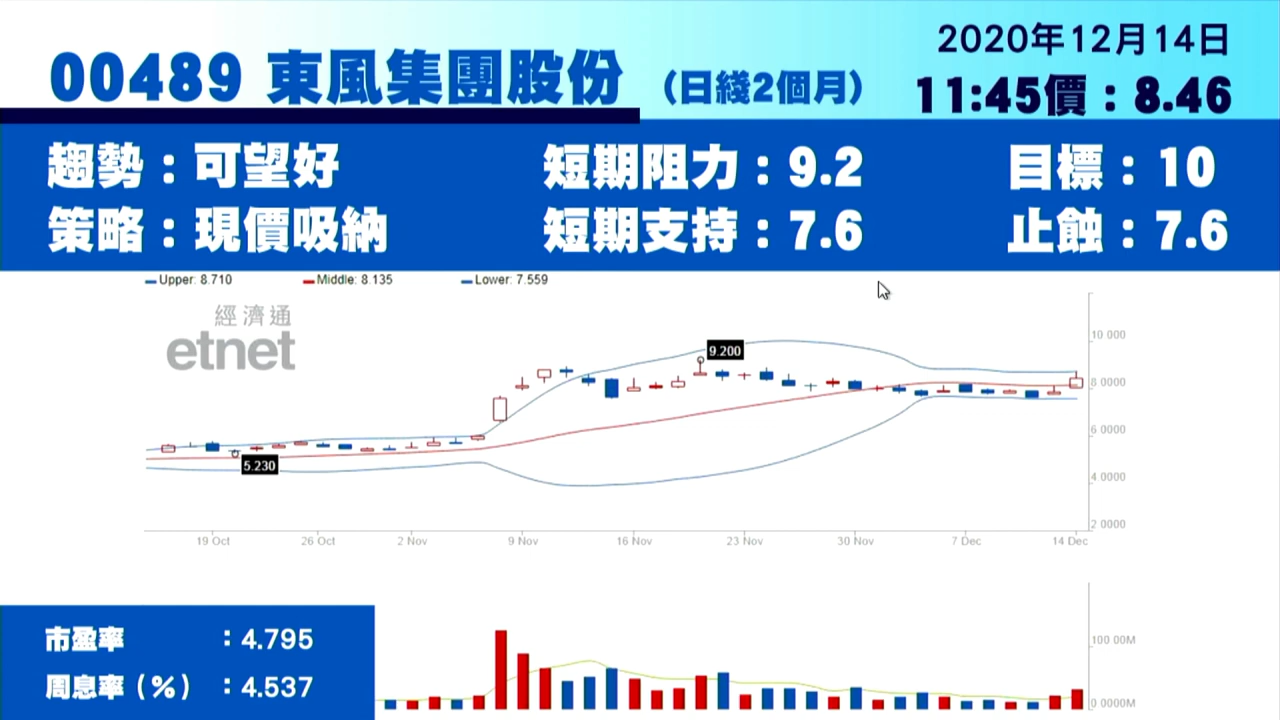 00489 東風集團股份 (日綫2個月)
2020年12月14日
11:45價：8.46
趨勢：可望好 短期阻力：9.2 目標：10
策略：現價吸納 短期支持：7.6 止蝕：7.6
Upper: 8.710 Middle: 8.135 Lower: 7.559
經濟通
etnet
9.200
5.230
10 000
8 0000
6 0000
4 0000
2 0000
19 Oct 26 Oct 2 Nov 9 Nov 16 Nov 23 Nov 30 Nov 7 Dec 14 Dec
100 00M
0 0000M
市盈率 ：4.795
周息率（%）：4.537